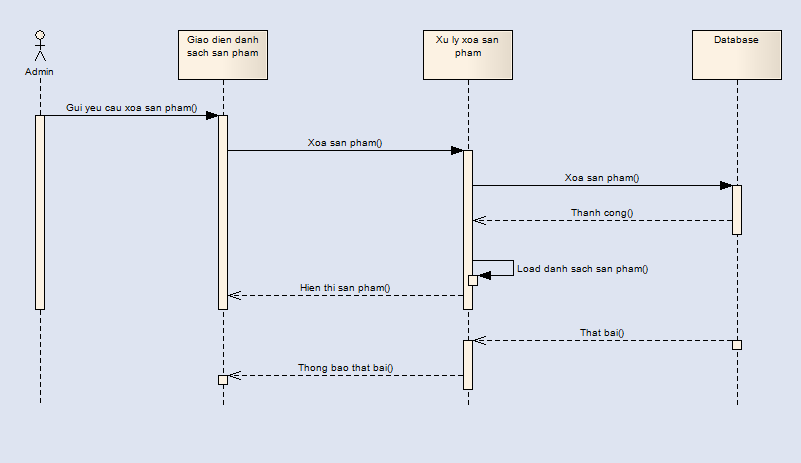 Giao dien danh
sach san pham
Xu ly xoa san
pham
Database
Admin
Gui yeu cau xoa san pham()
Xoa san pham()
Xoa san pham()
Thanh cong()
Load danh sach san pham()
Hien thi san pham()
That bai()
Thong bao that bai()